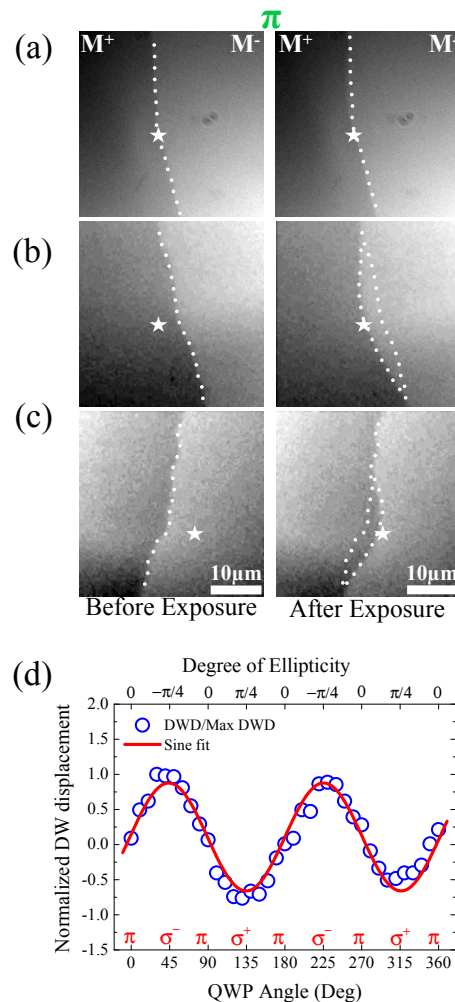 π
(a)
M⁺ M⁻ M⁺ M⁻
(b)
(c)
10μm 10μm
Before Exposure After Exposure
(d)
Degree of Ellipticity
0 −π/4 0 π/4 0 −π/4 0 π/4 0
2.0
1.5
1.0
0.5
0.0
-0.5
-1.0
-1.5
Normalized DW displacement
DWD/Max DWD
Sine fit
π σ⁻ π σ⁺ π σ⁻ π σ⁺ π
0 45 90 135 180 225 270 315 360
QWP Angle (Deg)